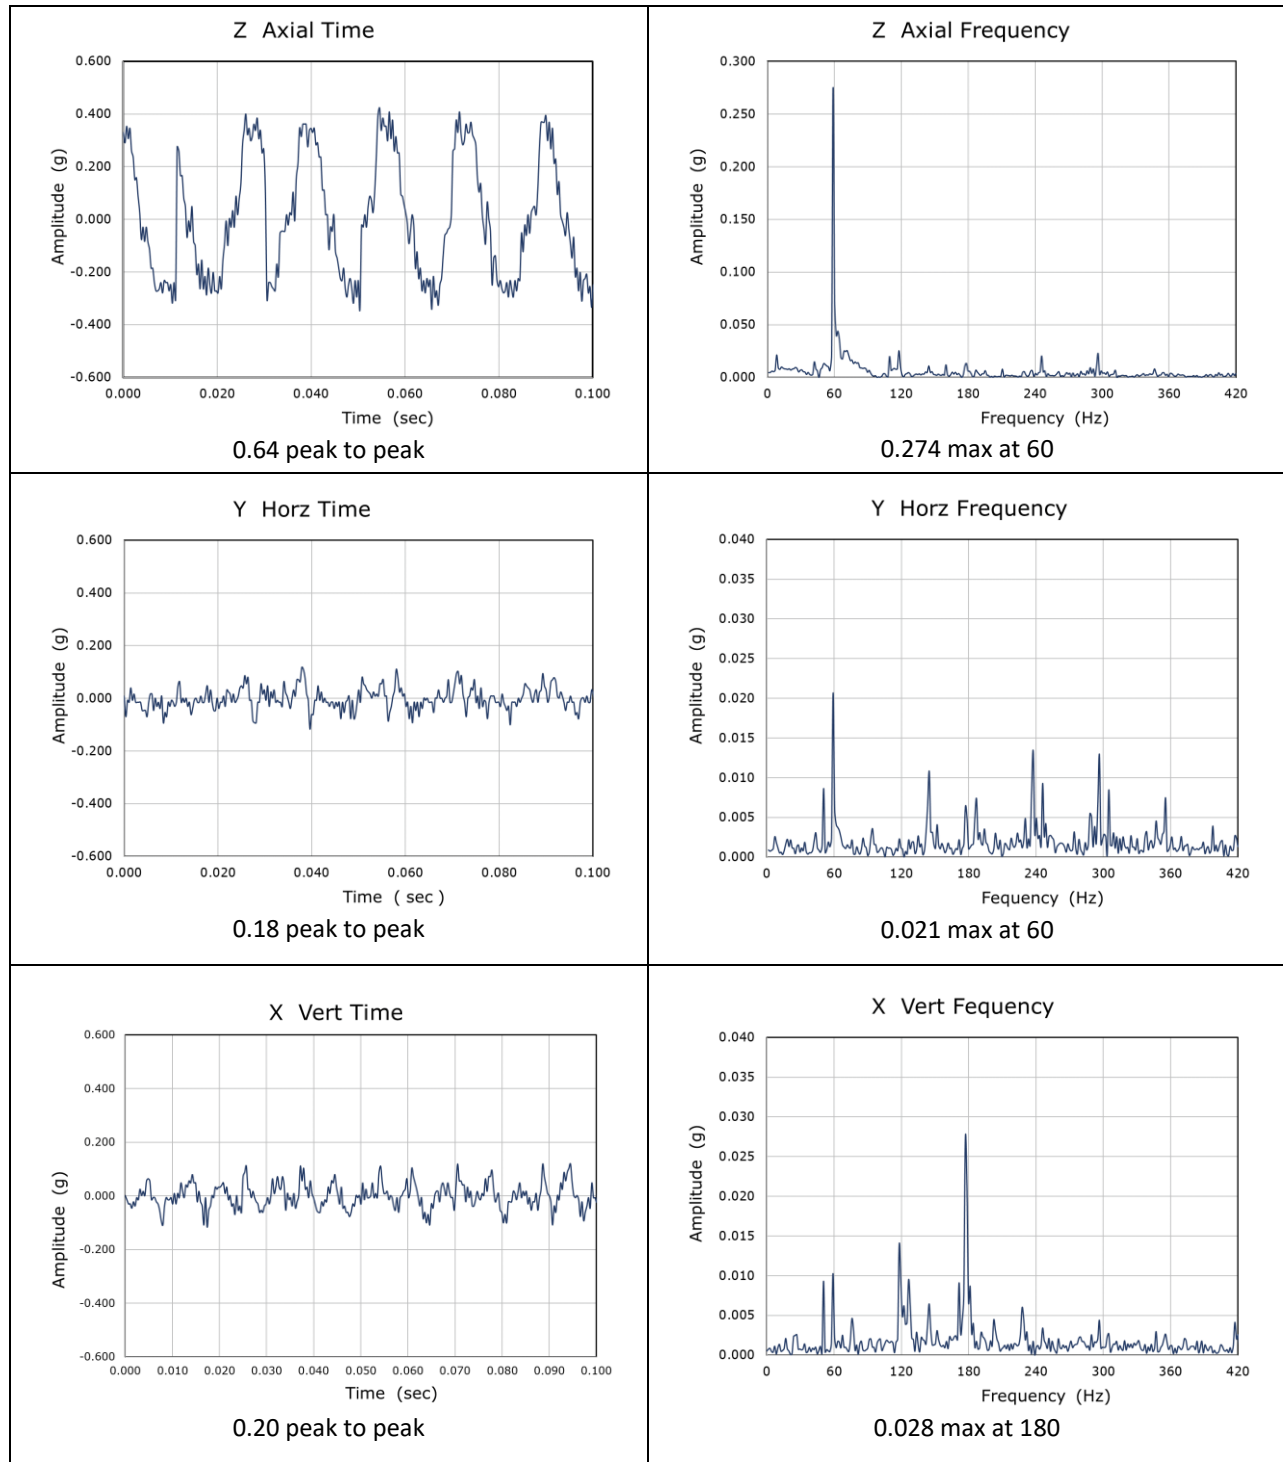 Z Axial Time
0.600
0.400
0.200
0.000
-0.200
-0.400
-0.600
Amplitude (g)
0.000 0.020 0.040 0.060 0.080 0.100
Time (sec)
0.64 peak to peak
Z Axial Frequency
0.300
0.250
0.200
0.150
0.100
0.050
0.000
Amplitude (g)
0 60 120 180 240 300 360 420
Frequency (Hz)
0.274 max at 60
Y Horz Time
0.600
0.400
0.200
0.000
-0.200
-0.400
-0.600
Amplitude (g)
0.000 0.020 0.040 0.060 0.080 0.100
Time ( sec )
0.18 peak to peak
Y Horz Frequency
0.040
0.035
0.030
0.025
0.020
0.015
0.010
0.005
0.000
Amplitude (g)
0 60 120 180 240 300 360 420
Fequency (Hz)
0.021 max at 60
X Vert Time
0.600
0.400
0.200
0.000
-0.200
-0.400
-0.600
Amplitude (g)
0.000 0.010 0.020 0.030 0.040 0.050 0.060 0.070 0.080 0.090 0.100
Time (sec)
0.20 peak to peak
X Vert Fequency
0.040
0.035
0.030
0.025
0.020
0.015
0.010
0.005
0.000
Amplitude (g)
0 60 120 180 240 300 360 420
Frequency (Hz)
0.028 max at 180